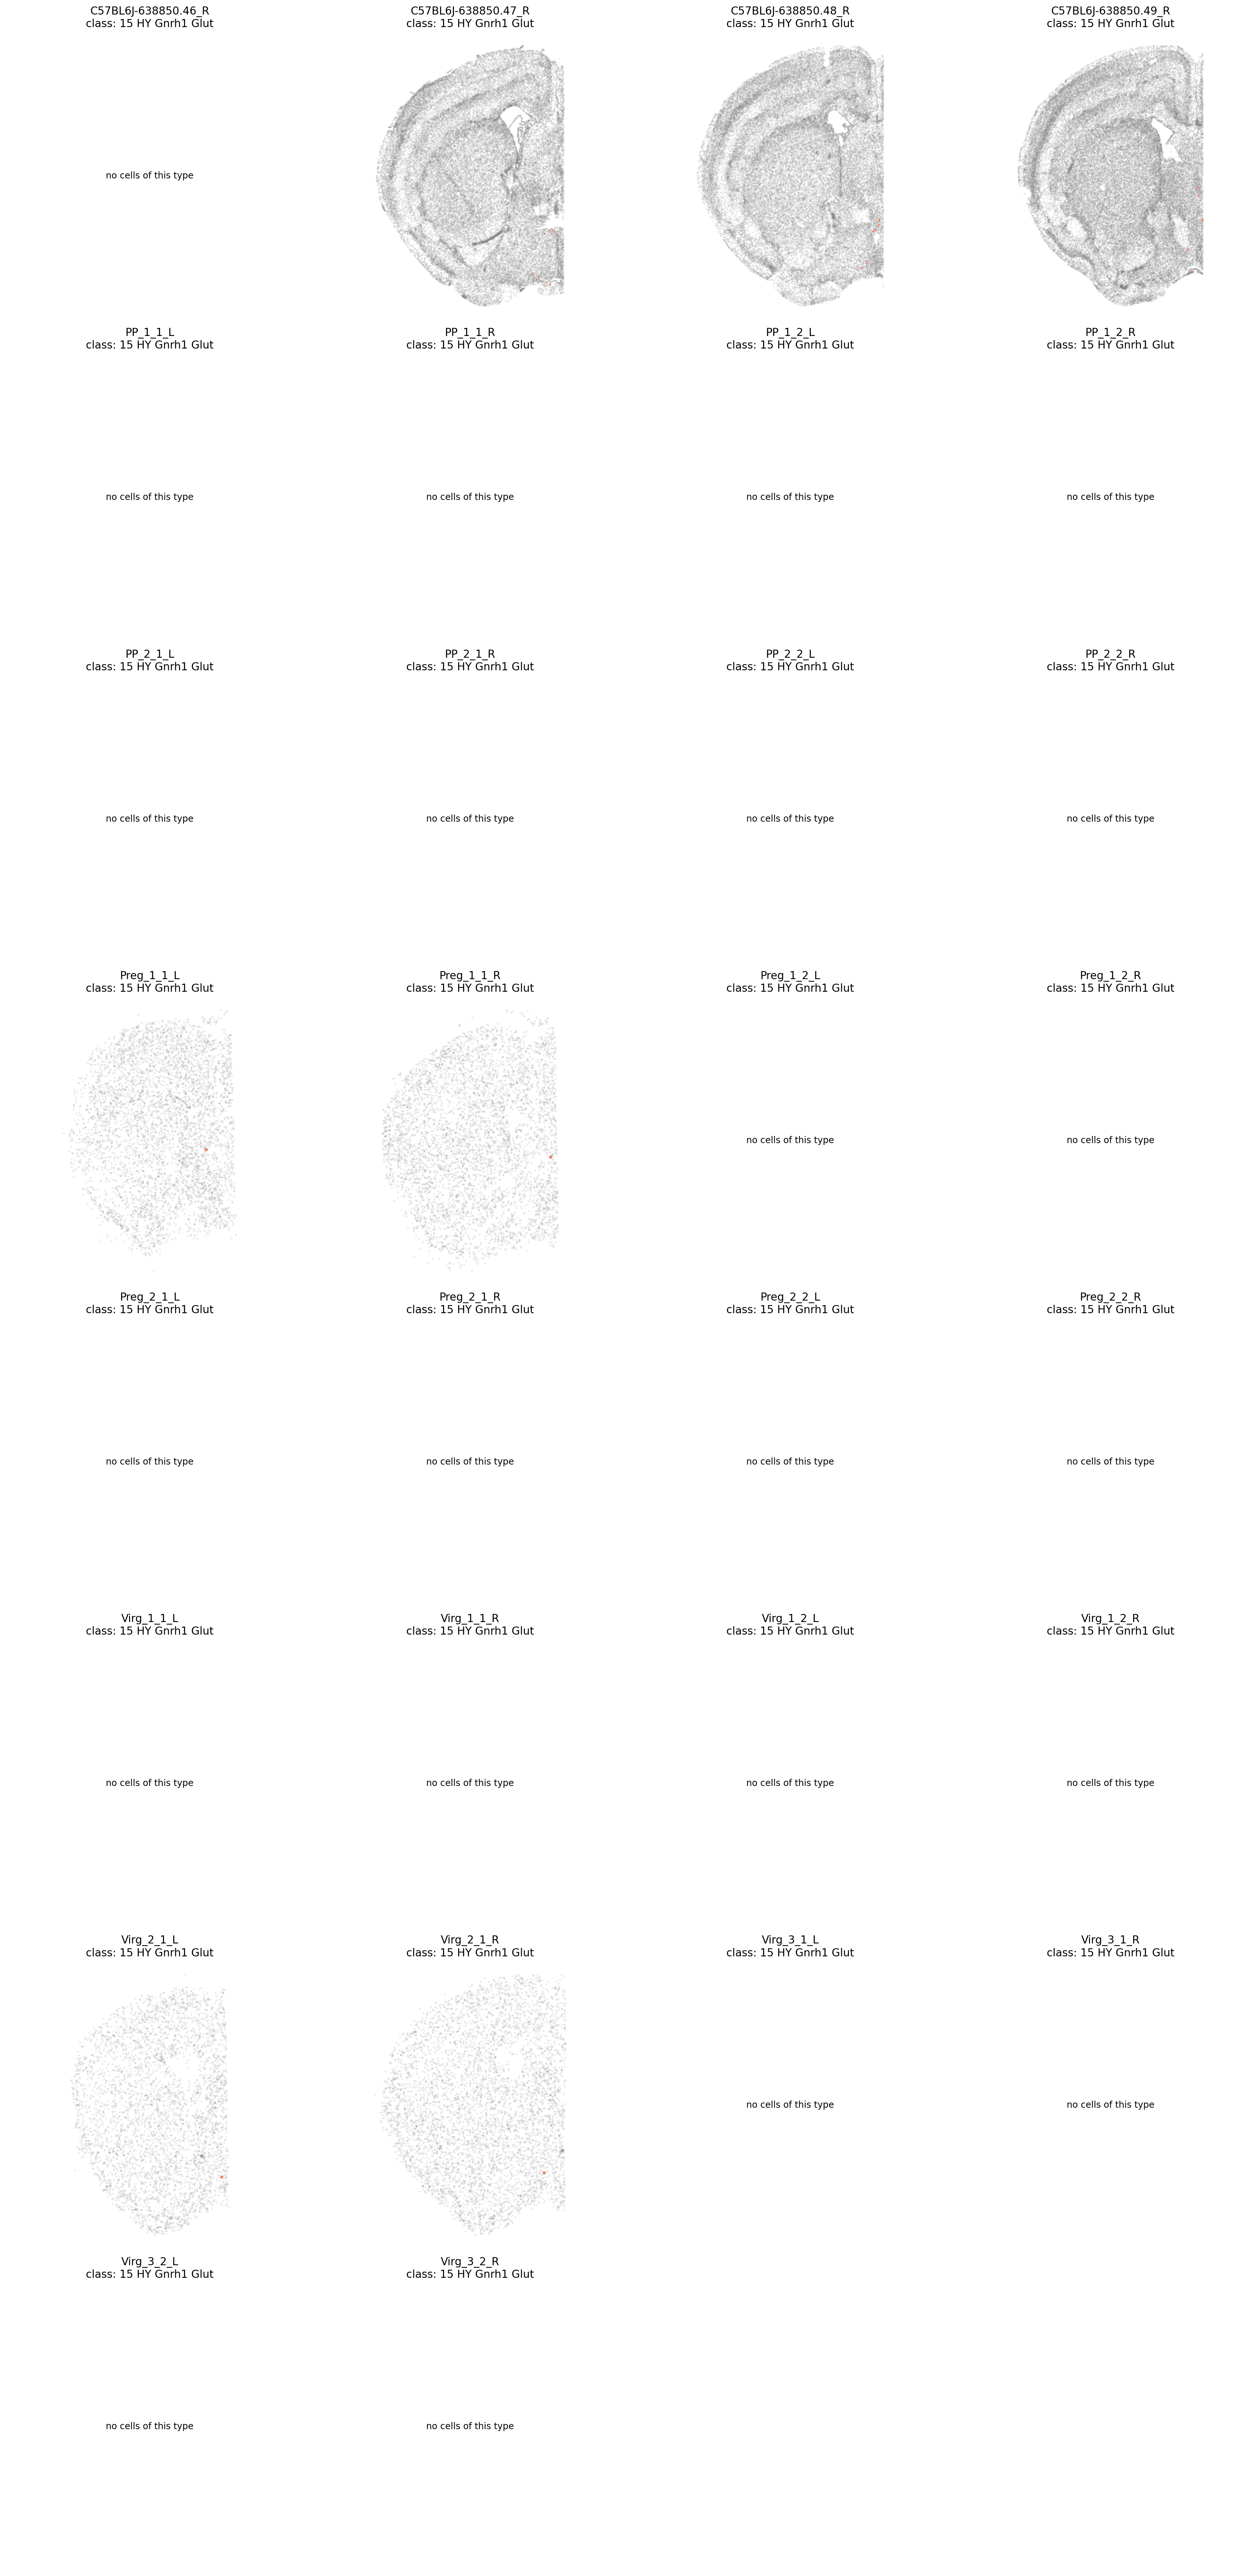 C57BL6J-638850.46_R
class: 15 HY Gnrh1 Glut
C57BL6J-638850.47_R
class: 15 HY Gnrh1 Glut
C57BL6J-638850.48_R
class: 15 HY Gnrh1 Glut
C57BL6J-638850.49_R
class: 15 HY Gnrh1 Glut
no cells of this type
PP_1_1_L
class: 15 HY Gnrh1 Glut
PP_1_1_R
class: 15 HY Gnrh1 Glut
PP_1_2_L
class: 15 HY Gnrh1 Glut
PP_1_2_R
class: 15 HY Gnrh1 Glut
no cells of this type
no cells of this type
no cells of this type
no cells of this type
PP_2_1_L
class: 15 HY Gnrh1 Glut
PP_2_1_R
class: 15 HY Gnrh1 Glut
PP_2_2_L
class: 15 HY Gnrh1 Glut
PP_2_2_R
class: 15 HY Gnrh1 Glut
no cells of this type
no cells of this type
no cells of this type
no cells of this type
Preg_1_1_L
class: 15 HY Gnrh1 Glut
Preg_1_1_R
class: 15 HY Gnrh1 Glut
Preg_1_2_L
class: 15 HY Gnrh1 Glut
Preg_1_2_R
class: 15 HY Gnrh1 Glut
no cells of this type
no cells of this type
Preg_2_1_L
class: 15 HY Gnrh1 Glut
Preg_2_1_R
class: 15 HY Gnrh1 Glut
Preg_2_2_L
class: 15 HY Gnrh1 Glut
Preg_2_2_R
class: 15 HY Gnrh1 Glut
no cells of this type
no cells of this type
no cells of this type
no cells of this type
Virg_1_1_L
class: 15 HY Gnrh1 Glut
Virg_1_1_R
class: 15 HY Gnrh1 Glut
Virg_1_2_L
class: 15 HY Gnrh1 Glut
Virg_1_2_R
class: 15 HY Gnrh1 Glut
no cells of this type
no cells of this type
no cells of this type
no cells of this type
Virg_2_1_L
class: 15 HY Gnrh1 Glut
Virg_2_1_R
class: 15 HY Gnrh1 Glut
Virg_3_1_L
class: 15 HY Gnrh1 Glut
Virg_3_1_R
class: 15 HY Gnrh1 Glut
no cells of this type
no cells of this type
Virg_3_2_L
class: 15 HY Gnrh1 Glut
Virg_3_2_R
class: 15 HY Gnrh1 Glut
no cells of this type
no cells of this type